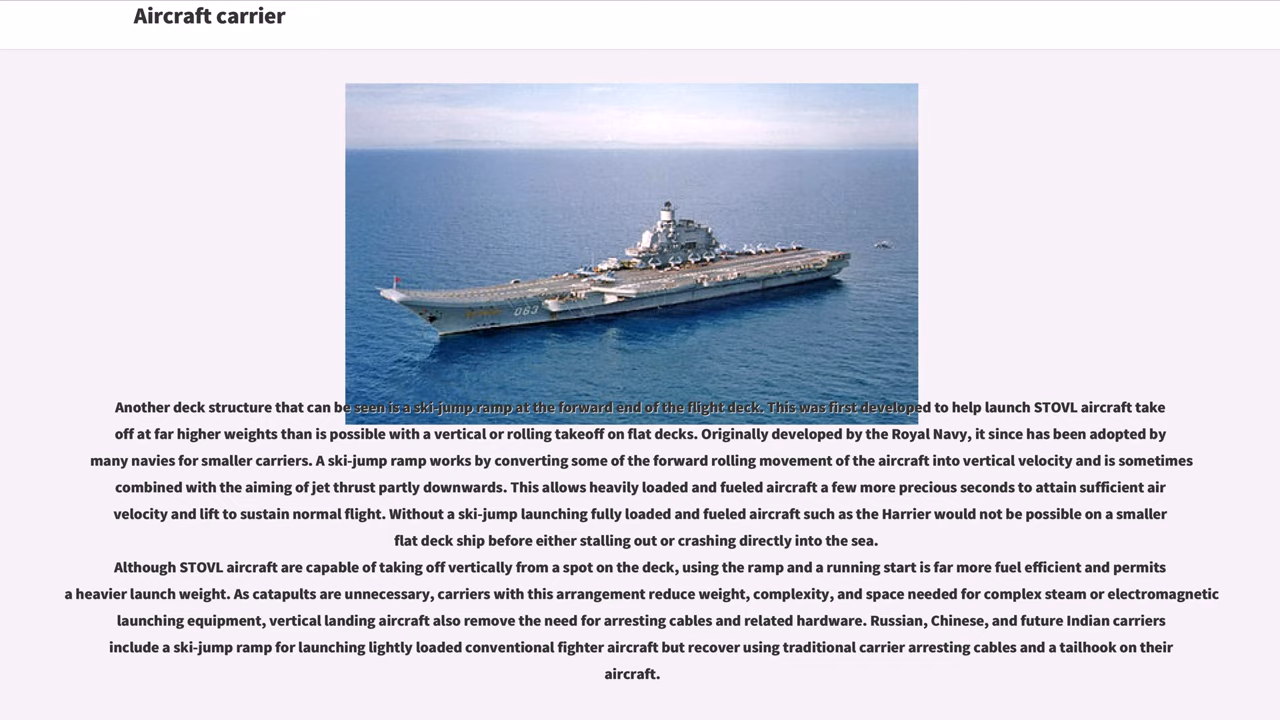 Aircraft carrier
063
Another deck structure that can be seen is a ski-jump ramp at the forward end of the flight deck. This was first developed to help launch STOVL aircraft take
off at far higher weights than is possible with a vertical or rolling takeoff on flat decks. Originally developed by the Royal Navy, it since has been adopted by
many navies for smaller carriers. A ski-jump ramp works by converting some of the forward rolling movement of the aircraft into vertical velocity and is sometimes
combined with the aiming of jet thrust partly downwards. This allows heavily loaded and fueled aircraft a few more precious seconds to attain sufficient air
velocity and lift to sustain normal flight. Without a ski-jump launching fully loaded and fueled aircraft such as the Harrier would not be possible on a smaller
flat deck ship before either stalling out or crashing directly into the sea.
Although STOVL aircraft are capable of taking off vertically from a spot on the deck, using the ramp and a running start is far more fuel efficient and permits
a heavier launch weight. As catapults are unnecessary, carriers with this arrangement reduce weight, complexity, and space needed for complex steam or electromagnetic
launching equipment, vertical landing aircraft also remove the need for arresting cables and related hardware. Russian, Chinese, and future Indian carriers
include a ski-jump ramp for launching lightly loaded conventional fighter aircraft but recover using traditional carrier arresting cables and a tailhook on their
aircraft.